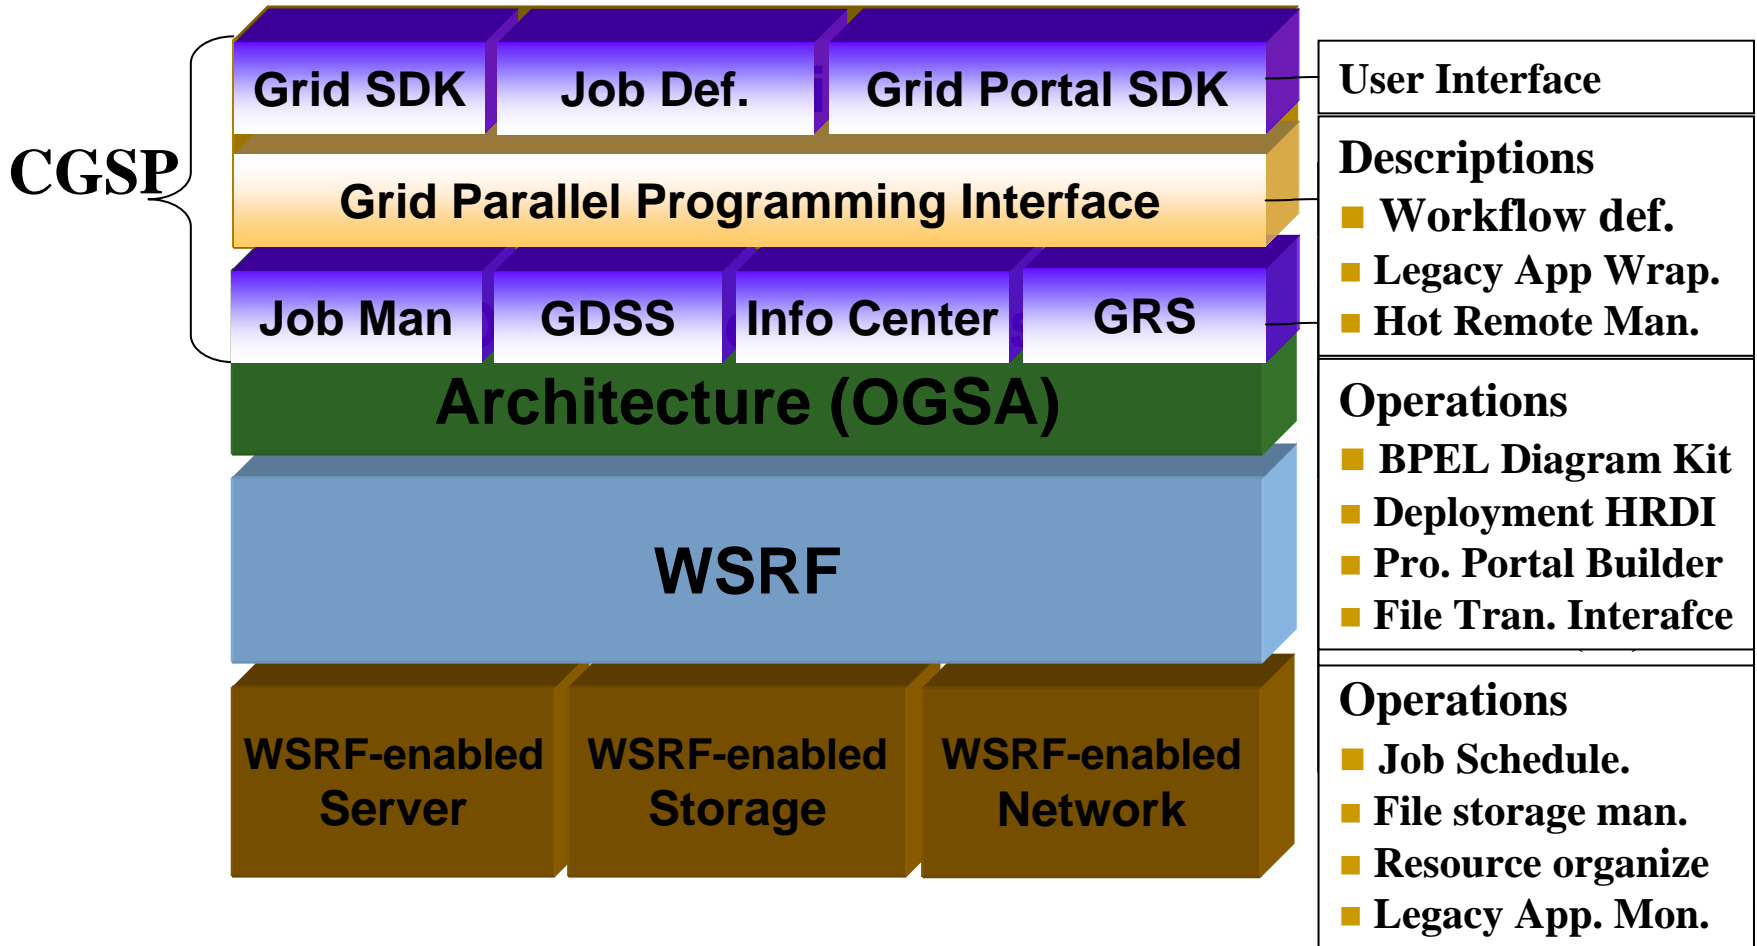 CGSP
Grid SDK
Job Def.
Grid Portal SDK
Grid Parallel Programming Interface
Job Man
GDSS
Info Center
GRS
Architecture (OGSA)
WSRF
WSRF-enabled
Server
WSRF-enabled
Storage
WSRF-enabled
Network
User Interface
Descriptions
Workflow def.
Legacy App Wrap.
Hot Remote Man.
Operations
BPEL Diagram Kit
Deployment HRDI
Pro. Portal Builder
File Tran. Interafce
Operations
Job Schedule.
File storage man.
Resource organize
Legacy App. Mon.